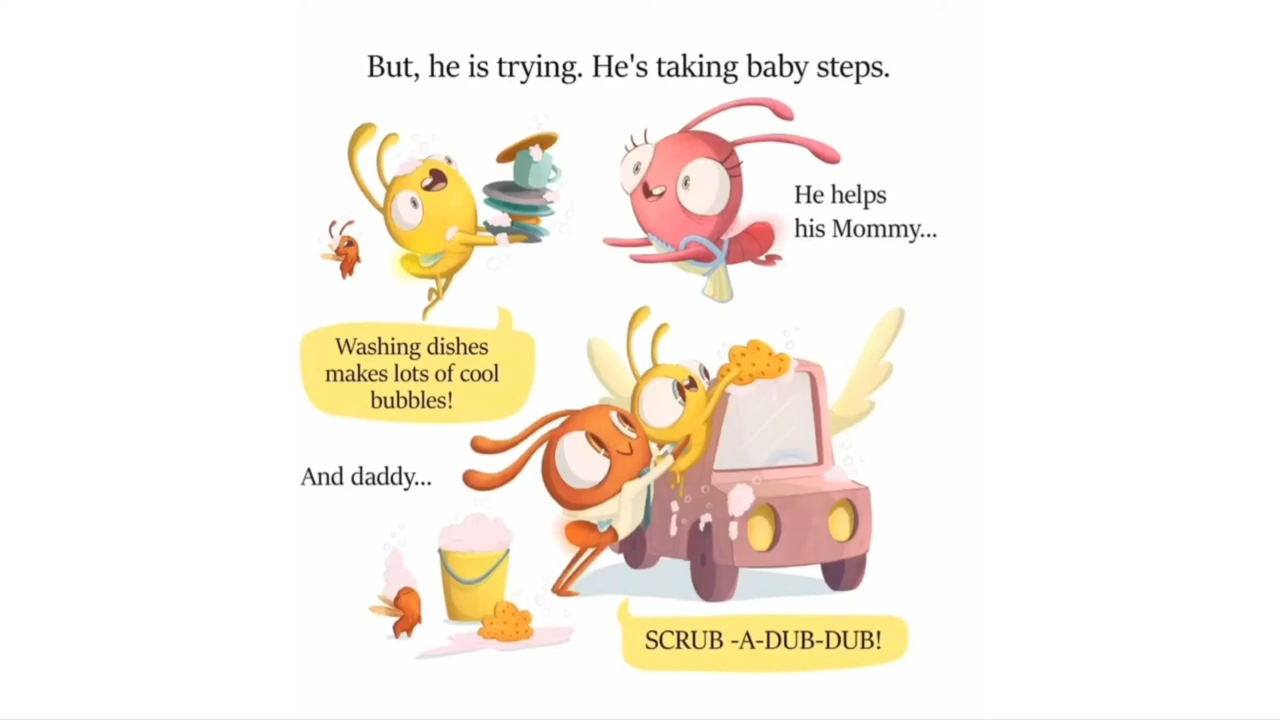 But, he is trying. He's taking baby steps.
He helps
his Mommy...
Washing dishes
makes lots of cool
bubbles!
And daddy...
SCRUB -A-DUB-DUB!